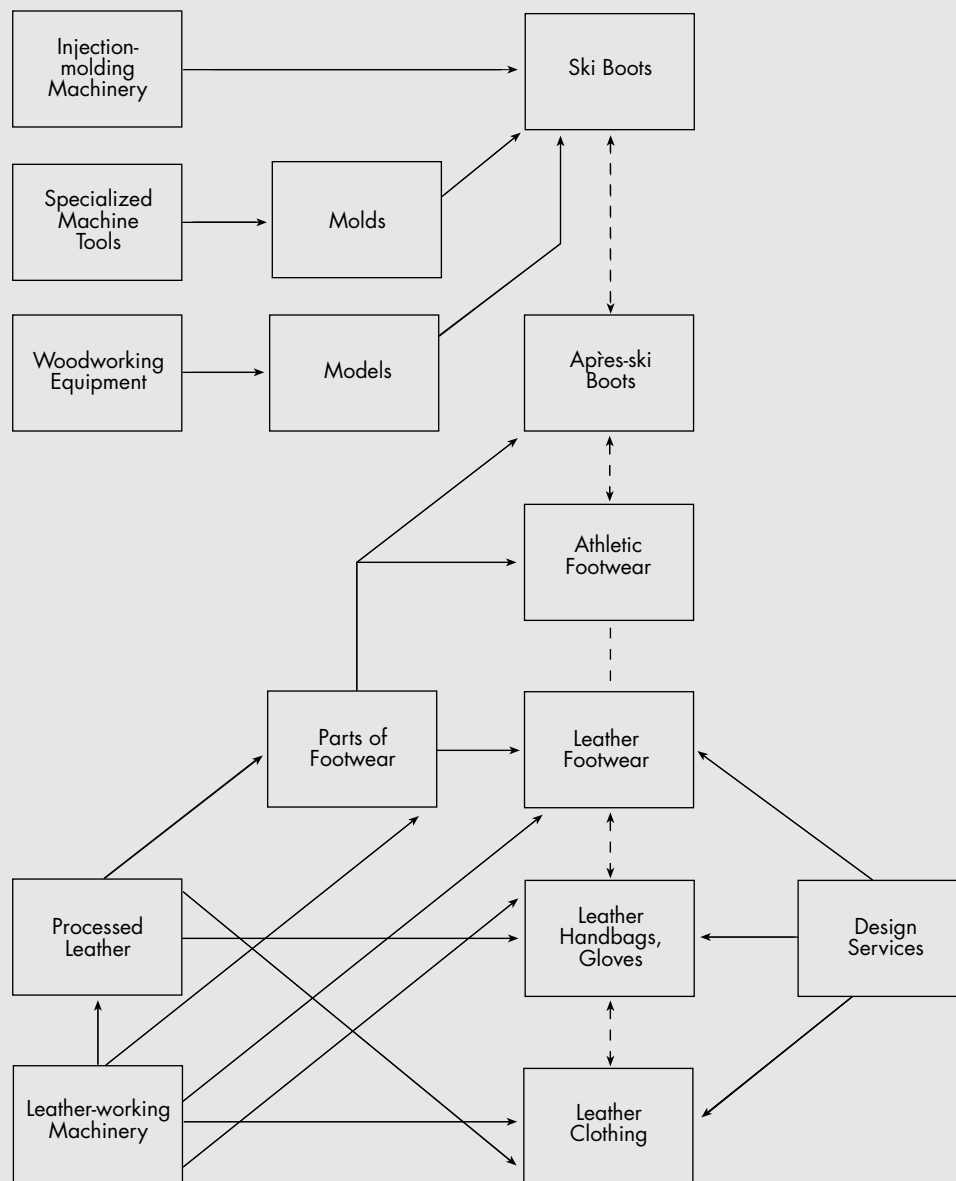 Injection-
molding
Machinery
Ski Boots
Specialized
Machine
Tools
Molds
Woodworking
Equipment
Models
Après-ski
Boots
Athletic
Footwear
Parts of
Footwear
Leather
Footwear
Processed
Leather
Leather
Handbags,
Gloves
Design
Services
Leather-working
Machinery
Leather
Clothing